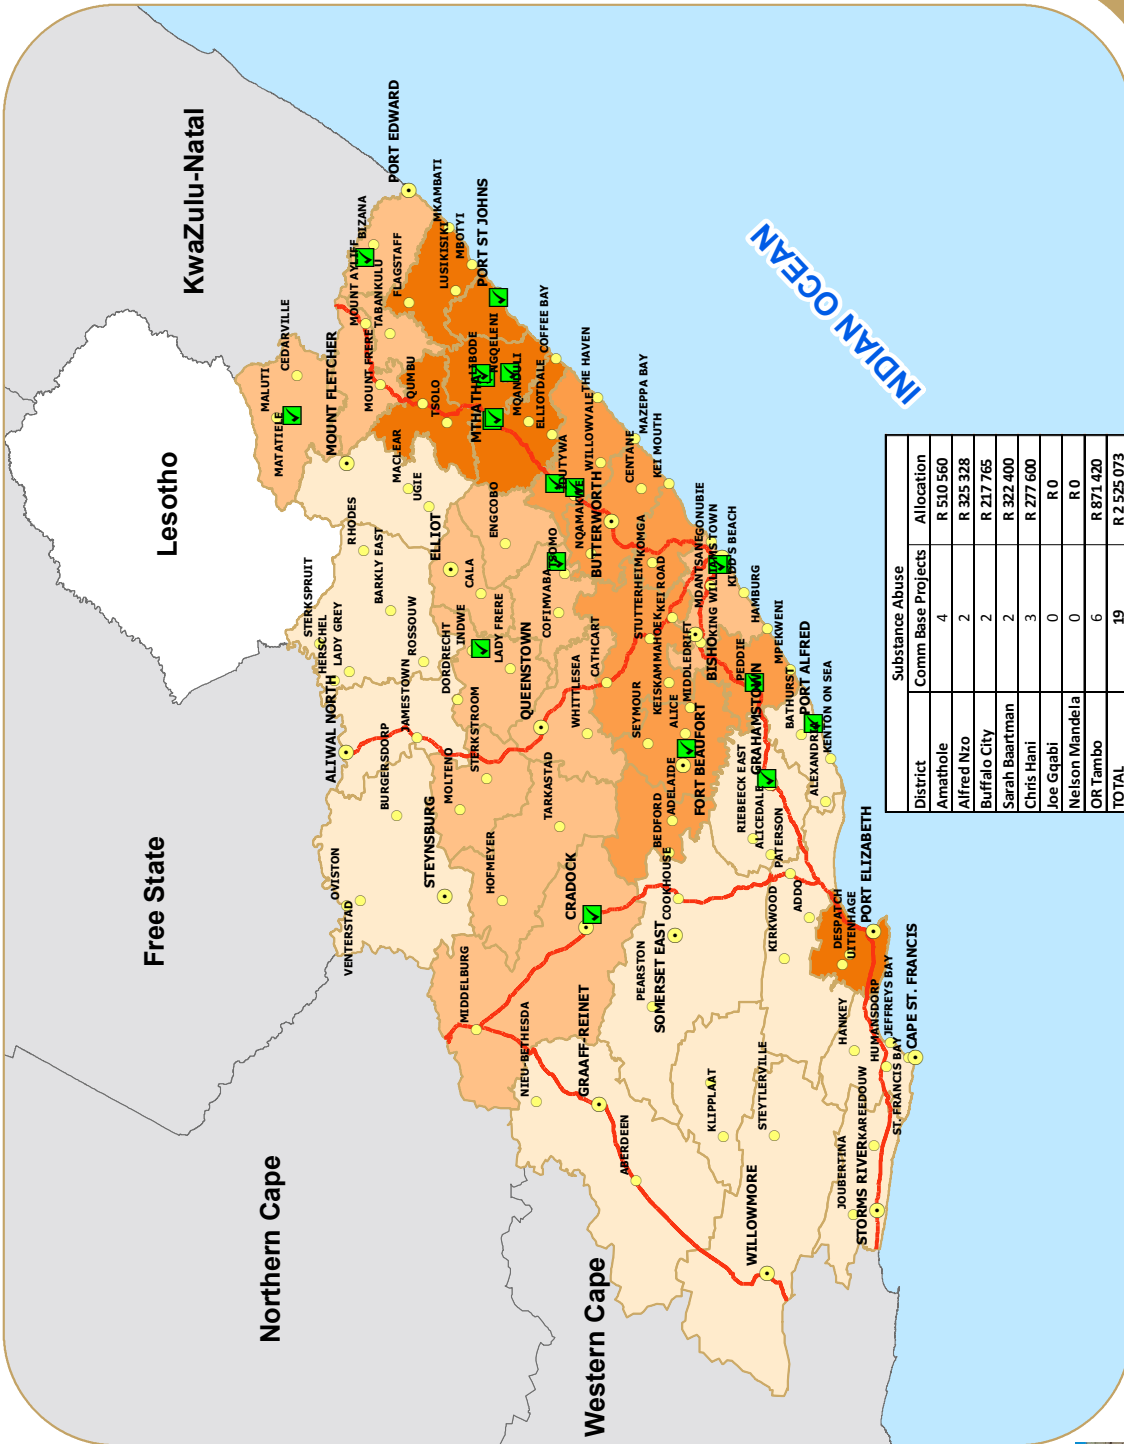 KwaZulu-Natal
Lesotho
Free State
Northern Cape
Western Cape
INDIAN OCEAN
PORT EDWARD
BIZANA
MKAMBATI
LUSIKISIKI
MBOTYI
PORT ST JOHNS
MOUNT AYLIFF
TABANKULU
FLAGSTAFF
CEDARVILLE
MALUTI
MATATIELE
MOUNT FLETCHER
MOUNT FRERE
QUMBU
TSOLO
MTHATHA
LIBODE
NGQELENI
MQANDULI
COFFEE BAY
ELLIOTDALE
THE HAVEN
WILLOWVALE
MACLEAR
UGIE
ELLIOT
RHODES
BARKLY EAST
STERKSPRUIT
HERSCHEL
LADY GREY
ALIWAL NORTH
ROSSOUW
JAMESTOWN
DORDRECHT
INDWE
CALA
ENGCOBO
LADY FRERE
COFIMVABA
TSOMO
NQAMAKWE
BUTTERWORTH
CENTANE
MAZEPPA BAY
KEI MOUTH
BURGERSDORP
MOLTENO
STERKSTROOM
QUEENSTOWN
WHITTLESEA
CATHCART
STUTTERHEIM
KOMGA
KEI ROAD
MDANTSANE
GONUBIE
KING WILLIAMS TOWN
KIDD'S BEACH
BISHO
KEISKAMMAHOEK
MIDDLEDRIFT
ALICE
SEYMOUR
HAMBURG
MPEKWENI
PEDDIE
PORT ALFRED
BATHURST
KENTON ON SEA
GRAHAMSTOWN
ALEXANDRIA
FORT BEAUFORT
ADELAIDE
BEDFORD
RIEBEECK EAST
ALICEDALE
PATERSON
OVISTON
VENTERSTAD
STEYNSBURG
HOFMEYER
TARKASTAD
CRADOCK
COOKHOUSE
MIDDELBURG
PEARSTON
SOMERSET EAST
KIRKWOOD
ADDO
DESPATCH
UITENHAGE
PORT ELIZABETH
NIEU-BETHESDA
GRAAFF-REINET
ABERDEEN
KLIPPLAAT
STEYTLERVILLE
WILLOWMORE
HANKEY
HUMANSDORP
JEFFREYS BAY
CAPE ST. FRANCIS
ST. FRANCIS BAY
KAREEDOUW
JOUBERTINA
STORMS RIVER
Substance Abuse
District Comm Base Projects Allocation
Amathole 4 R 510 560
Alfred Nzo 2 R 325 328
Buffalo City 2 R 217 765
Sarah Baartman 2 R 322 400
Chris Hani 3 R 277 600
Joe Gqabi 0 R 0
Nelson Mandela 0 R 0
OR Tambo 6 R 871 420
TOTAL 19 R 2 525 073